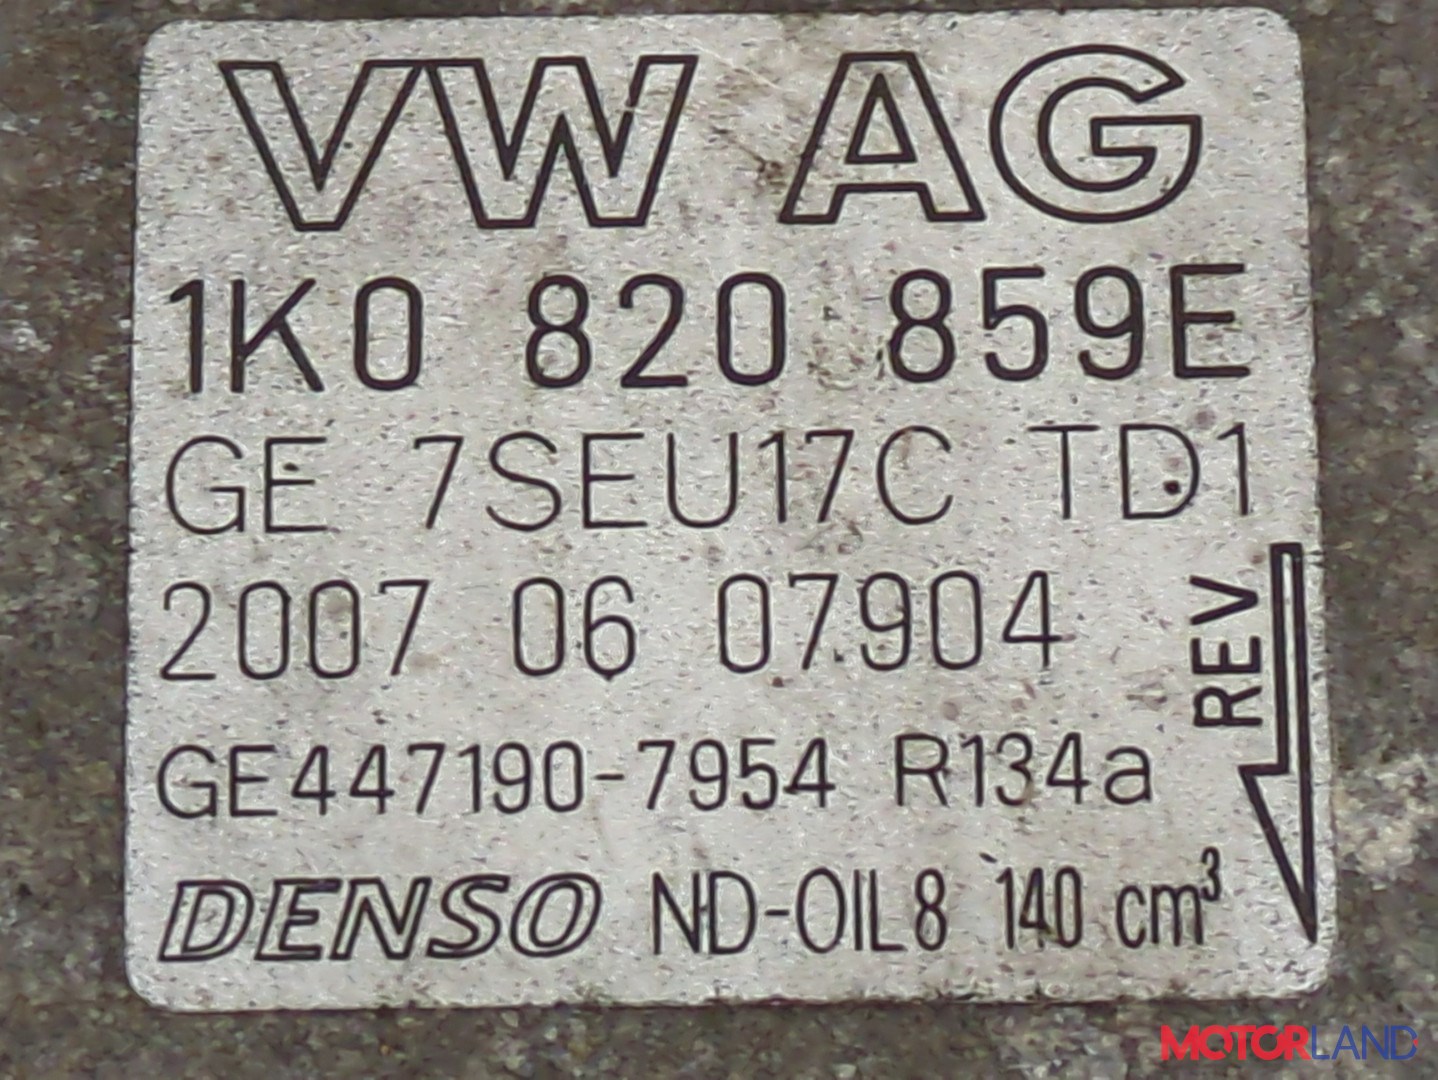 VW AG
1K0 820 859E
GE 7SEU17C TD1
2007 06 07904
REV
GE447190-7954 R134a
DENSO ND-OIL8 140 cm³
MOTORLAND